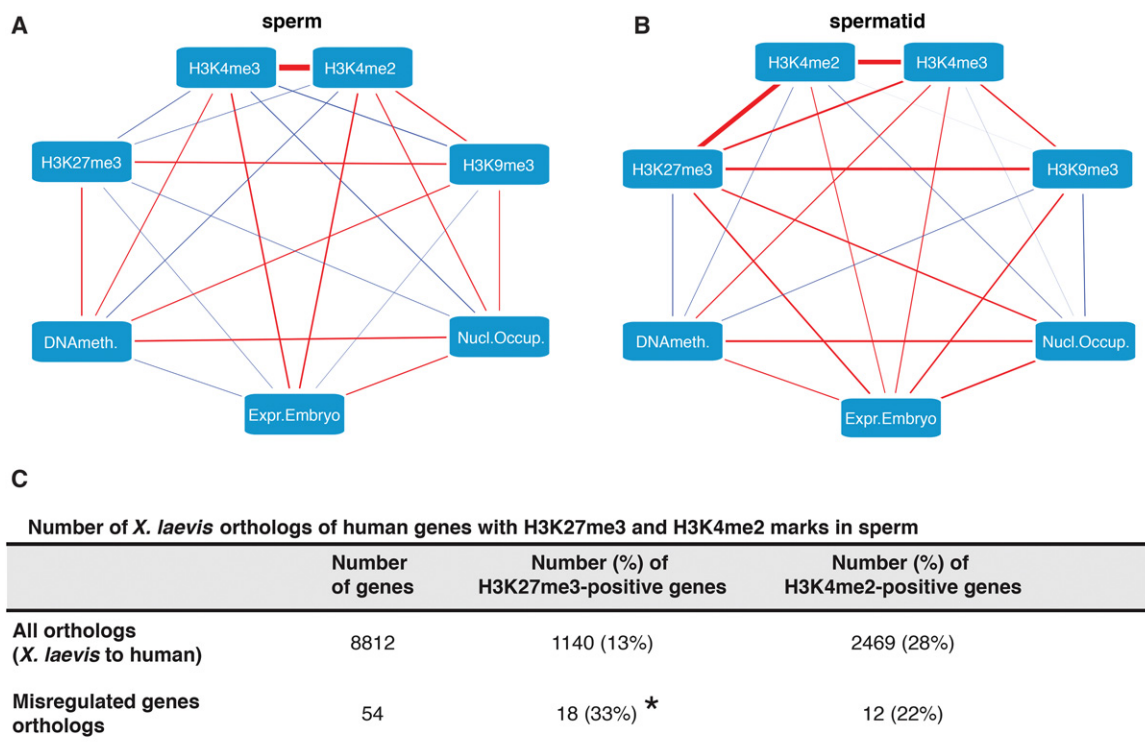 A
sperm
H3K4me3
H3K4me2
H3K27me3
H3K9me3
DNAmeth.
Nucl.Occup.
Expr.Embryo
B
spermatid
H3K4me2
H3K4me3
H3K27me3
H3K9me3
DNAmeth.
Nucl.Occup.
Expr.Embryo
C
Number of X. laevis orthologs of human genes with H3K27me3 and H3K4me2 marks in sperm
Number
of genes
Number (%) of
H3K27me3-positive genes
Number (%) of
H3K4me2-positive genes
All orthologs
(X. laevis to human)
8812
1140 (13%)
2469 (28%)
Misregulated genes
orthologs
54
18 (33%) *
12 (22%)